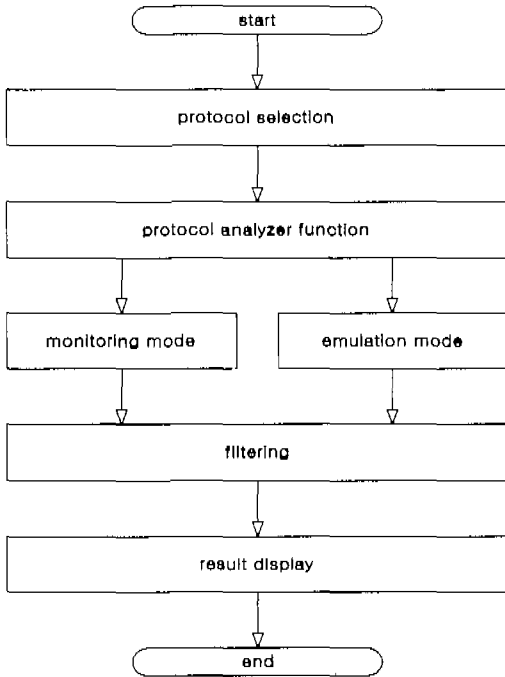 start
protocol selection
protocol analyzer function
monitoring mode
emulation mode
filtering
result display
end